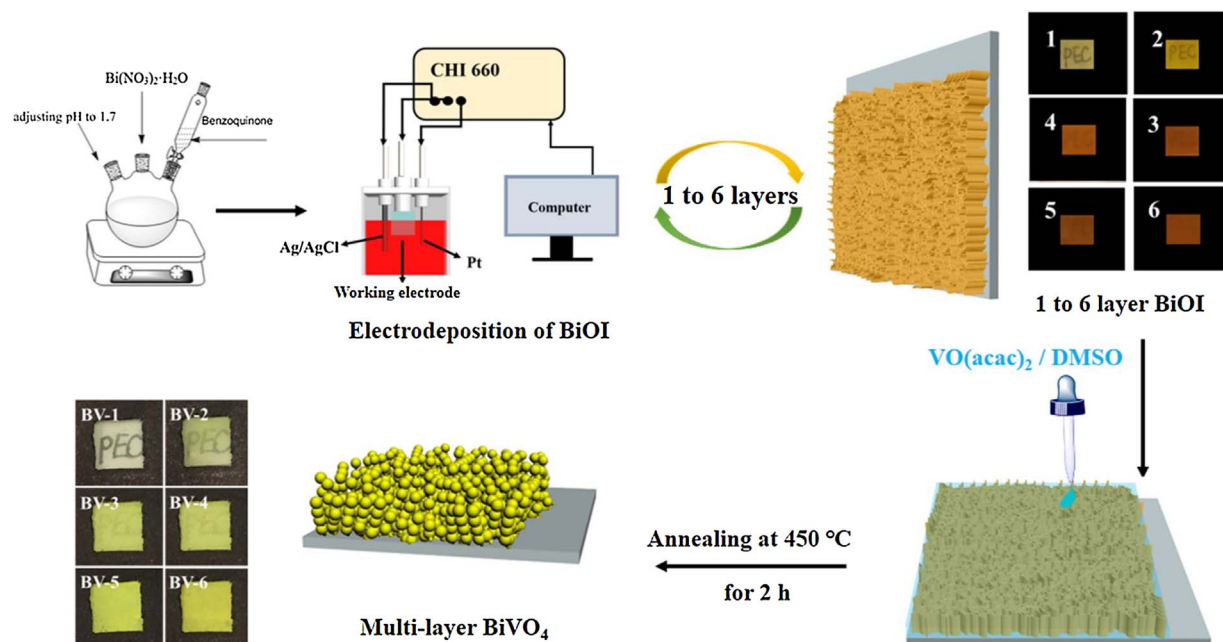 Bi(NO₃)₂·H₂O
adjusting pH to 1.7
Benzoquinone
CHI 660
Computer
Ag/AgCl
Pt
Working electrode
Electrodeposition of BiOI
1 to 6 layers
1
PEC
2
PEC
4
3
5
6
1 to 6 layer BiOI
VO(acac)₂ / DMSO
Annealing at 450 °C
for 2 h
BV-1
PEC
BV-2
PEC
BV-3
PEC
BV-4
PEC
BV-5
BV-6
Multi-layer BiVO₄